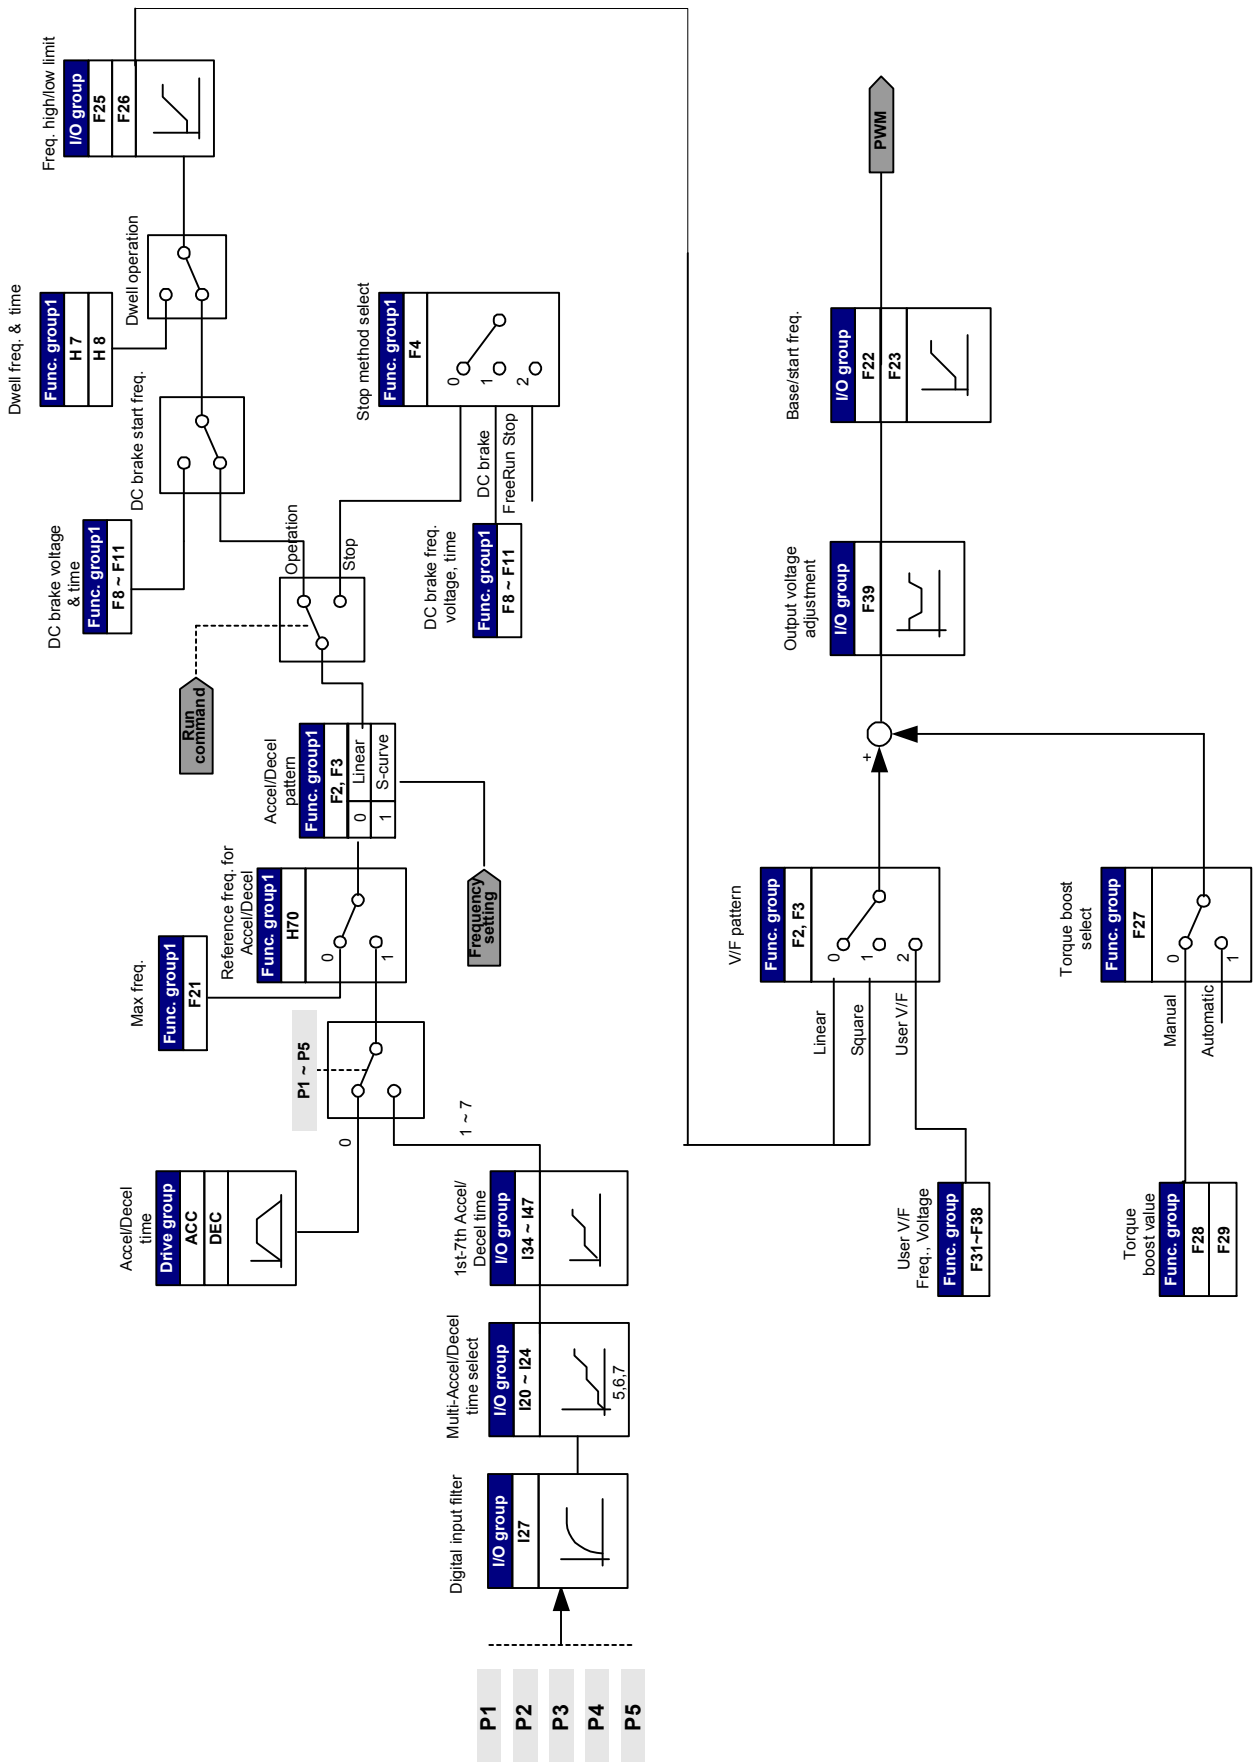 P1
P2
P3
P4
P5
Digital input filter
I/O group
I27
Multi-Accel/Decel
time select
I/O group
I20 ~ I24
5,6,7
1st-7th Accel/
Decel time
I/O group
I34 ~ I47
Accel/Decel
time
Drive group
ACC
DEC
0
1 ~ 7
P1 ~ P5
Max freq.
Func. group1
F21
Reference freq. for
Accel/Decel
Func. group1
H70
0
1
Frequency
setting
Accel/Decel
pattern
Func. group1
F2, F3
0
Linear
1
S-curve
Run
command
Operation
Stop
DC brake voltage
& time
Func. group1
F8 ~ F11
DC brake start freq.
DC brake freq.
voltage, time
Func. group1
F8 ~ F11
DC brake
FreeRun Stop
Stop method select
Func. group1
F4
0
1
2
Dwell freq. & time
Func. group1
H 7
H 8
Dwell operation
Freq. high/low limit
I/O group
F25
F26
User V/F
Freq., Voltage
Func. group
F31~F38
Linear
Square
User V/F
V/F pattern
Func. group
F2, F3
0
1
2
Torque
boost value
Func. group
F28
F29
Manual
Automatic
Torque boost
select
Func. group
F27
0
1
+
Output voltage
adjustment
I/O group
F39
Base/start freq.
I/O group
F22
F23
PWM